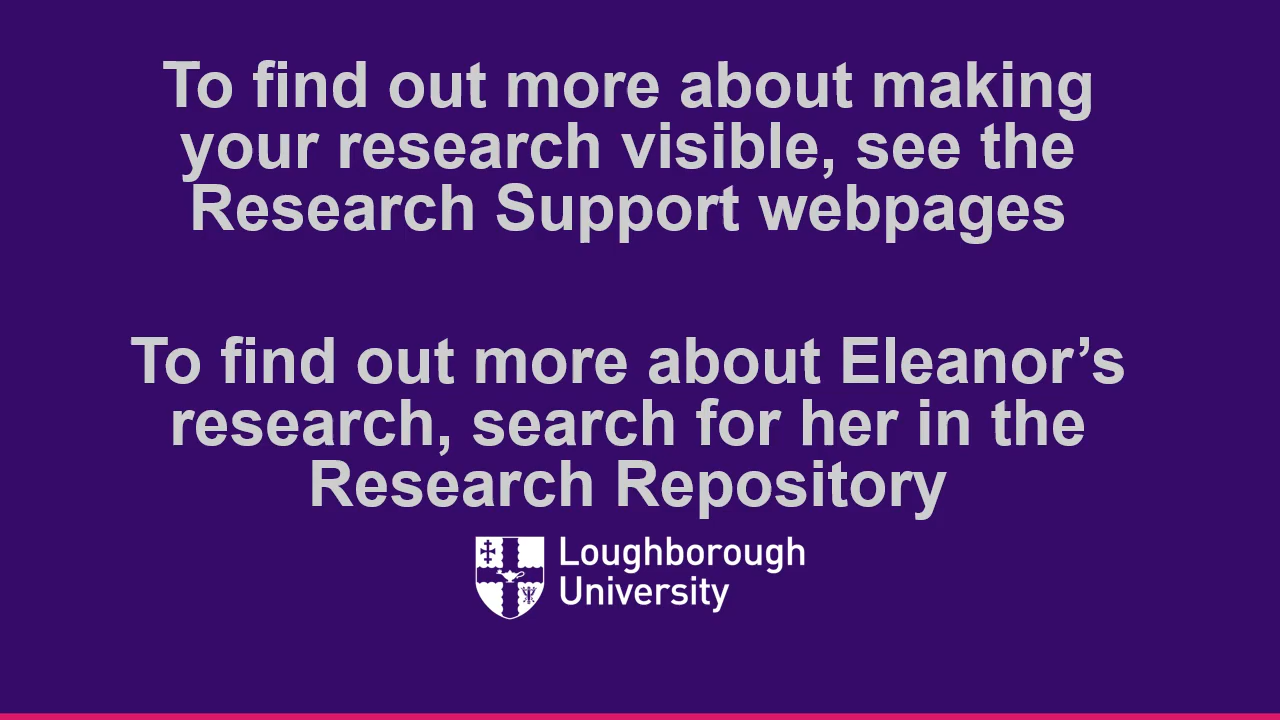 To find out more about making
your research visible, see the
Research Support webpages
To find out more about Eleanor’s
research, search for her in the
Research Repository
Loughborough
University